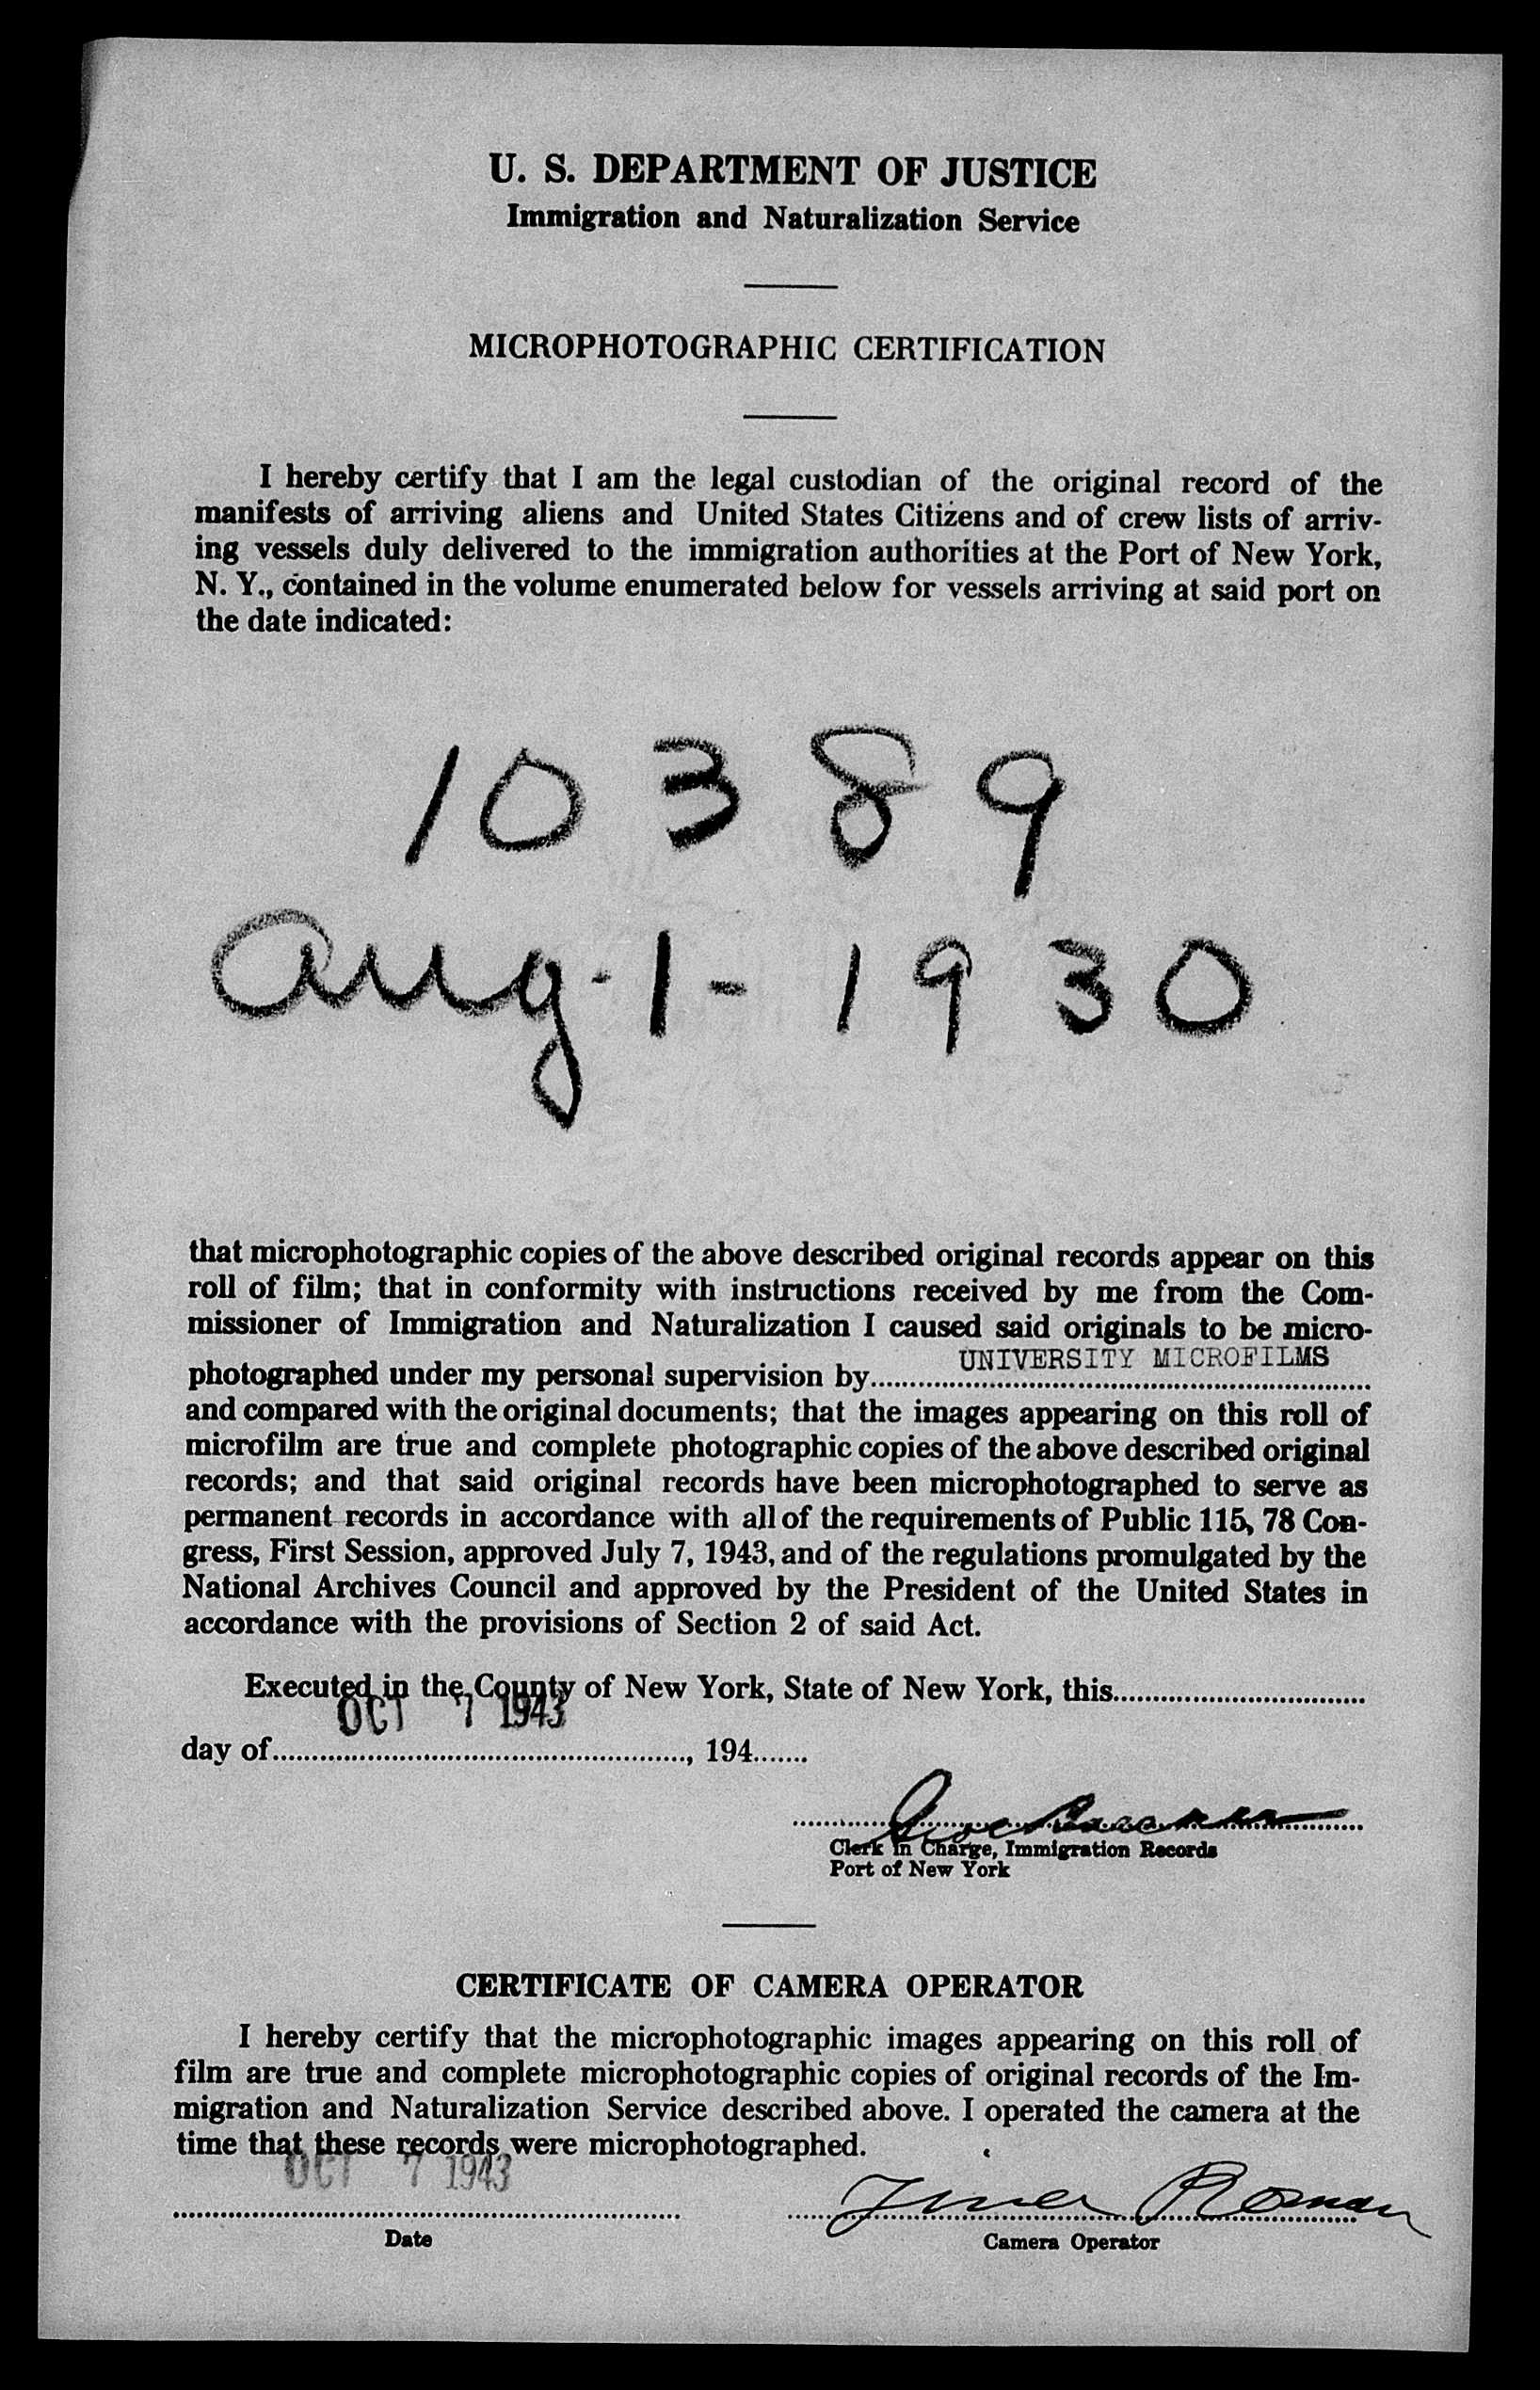 U. S. DEPARTMENT OF JUSTICE
Immigration and Naturalization Service
MICROPHOTOGRAPHIC CERTIFICATION
I hereby certify that I am the legal custodian of the original record of the
manifests of arriving aliens and United States Citizens and of crew lists of arriv-
ing vessels duly delivered to the immigration authorities at the Port of New York,
N. Y., contained in the volume enumerated below for vessels arriving at said port on
the date indicated:
10389
Aug. 1 - 1930
that microphotographic copies of the above described original records appear on this
roll of film; that in conformity with instructions received by me from the Com-
missioner of Immigration and Naturalization I caused said originals to be micro-
photographed under my personal supervision by UNIVERSITY MICROFILMS
and compared with the original documents; that the images appearing on this roll of
microfilm are true and complete photographic copies of the above described original
records; and that said original records have been microphotographed to serve as
permanent records in accordance with all of the requirements of Public 115, 78 Con-
gress, First Session, approved July 7, 1943, and of the regulations promulgated by the
National Archives Council and approved by the President of the United States in
accordance with the provisions of Section 2 of said Act.
Executed in the County of New York, State of New York, this
OCT 7 1943
day of, 194
Clerk in Charge, Immigration Records
Port of New York
CERTIFICATE OF CAMERA OPERATOR
I hereby certify that the microphotographic images appearing on this roll of
film are true and complete microphotographic copies of original records of the Im-
migration and Naturalization Service described above. I operated the camera at the
time that these records were microphotographed.
OCT 7 1943
Roman
Date
Camera Operator